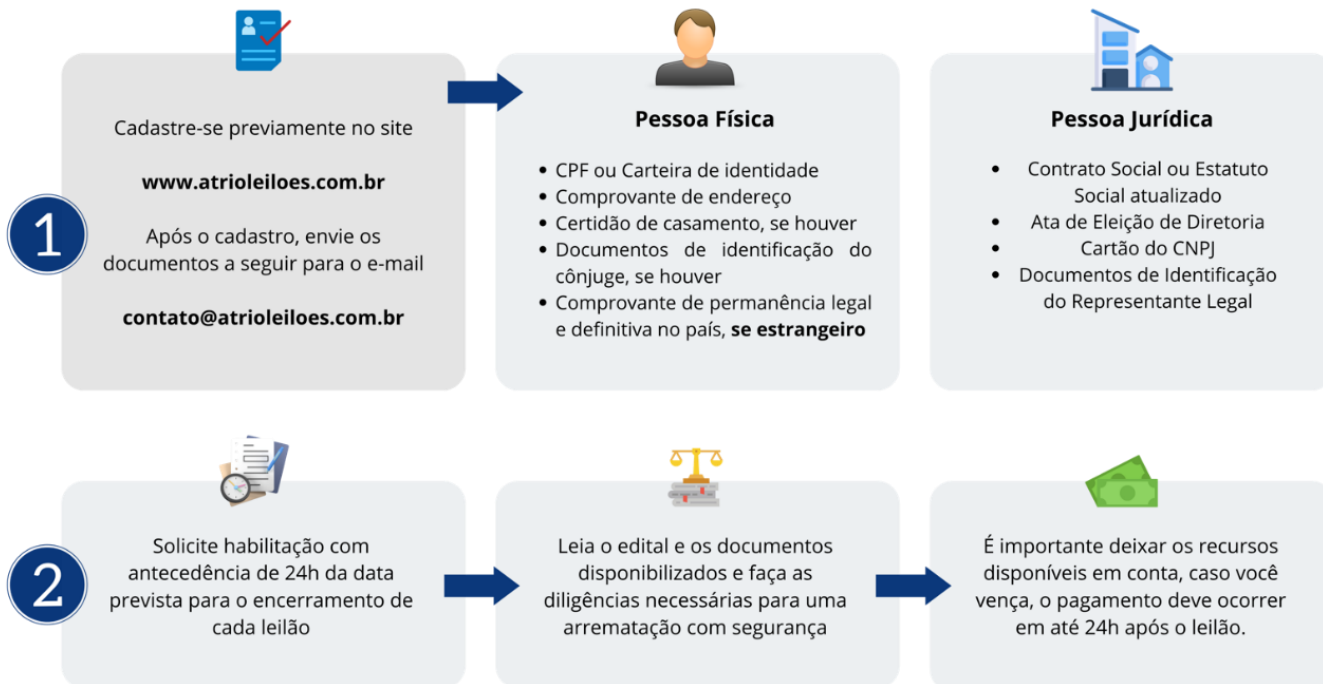 1
Cadastre-se previamente no site
www.atrioleiloes.com.br
Após o cadastro, envie os
documentos a seguir para o e-mail
contato@atrioleiloes.com.br
Pessoa Física
• CPF ou Carteira de identidade
• Comprovante de endereço
• Certidão de casamento, se houver
• Documentos de identificação do
cônjuge, se houver
• Comprovante de permanência legal
e definitiva no país, se estrangeiro
Pessoa Jurídica
• Contrato Social ou Estatuto
Social atualizado
• Ata de Eleição de Diretoria
• Cartão do CNPJ
• Documentos de Identificação
do Representante Legal
2
Solicite habilitação com
antecedência de 24h da data
prevista para o encerramento de
cada leilão
Leia o edital e os documentos
disponibilizados e faça as
diligências necessárias para uma
arrematação com segurança
É importante deixar os recursos
disponíveis em conta, caso você
vença, o pagamento deve ocorrer
em até 24h após o leilão.